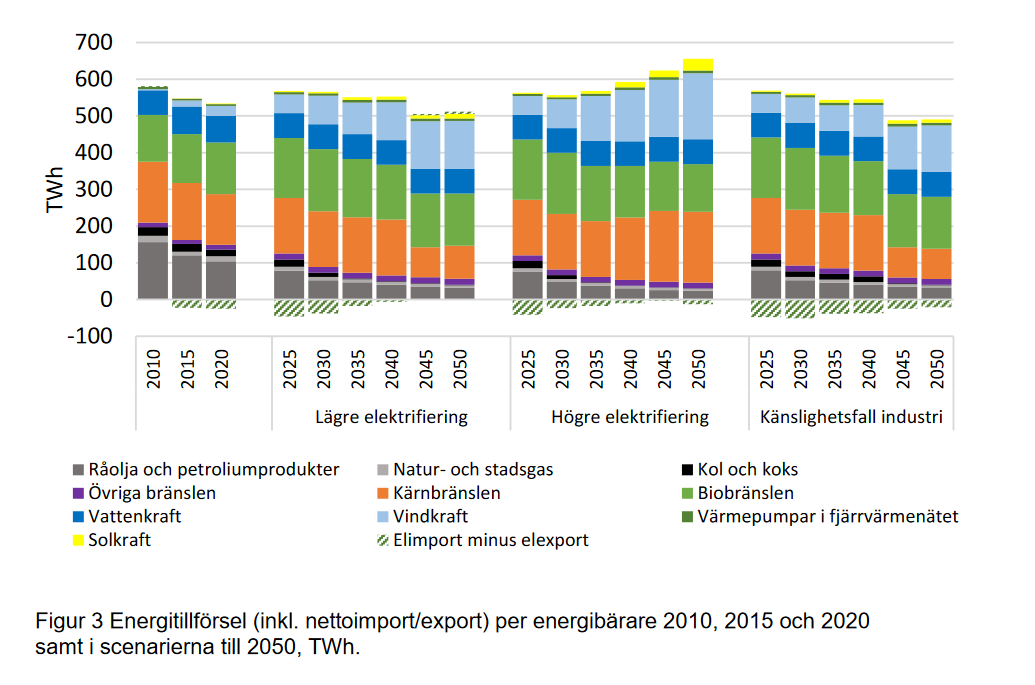 700
600
500
400
300
200
100
0
-100
TWh
2010 2015 2020 2025 2030 2035 2040 2045 2050 2025 2030 2035 2040 2045 2050 2025 2030 2035 2040 2045 2050
Lägre elektrifiering Högre elektrifiering Känslighetsfall industri
Råolja och petroliumprodukter Natur- och stadsgas Kol och koks
Övriga bränslen Kärnbränslen Biobränslen
Vattenkraft Vindkraft Värmepumpar i fjärrvärmenätet
Solkraft Elimport minus elexport
Figur 3 Energitillförsel (inkl. nettoimport/export) per energibärare 2010, 2015 och 2020
samt i scenarierna till 2050, TWh.